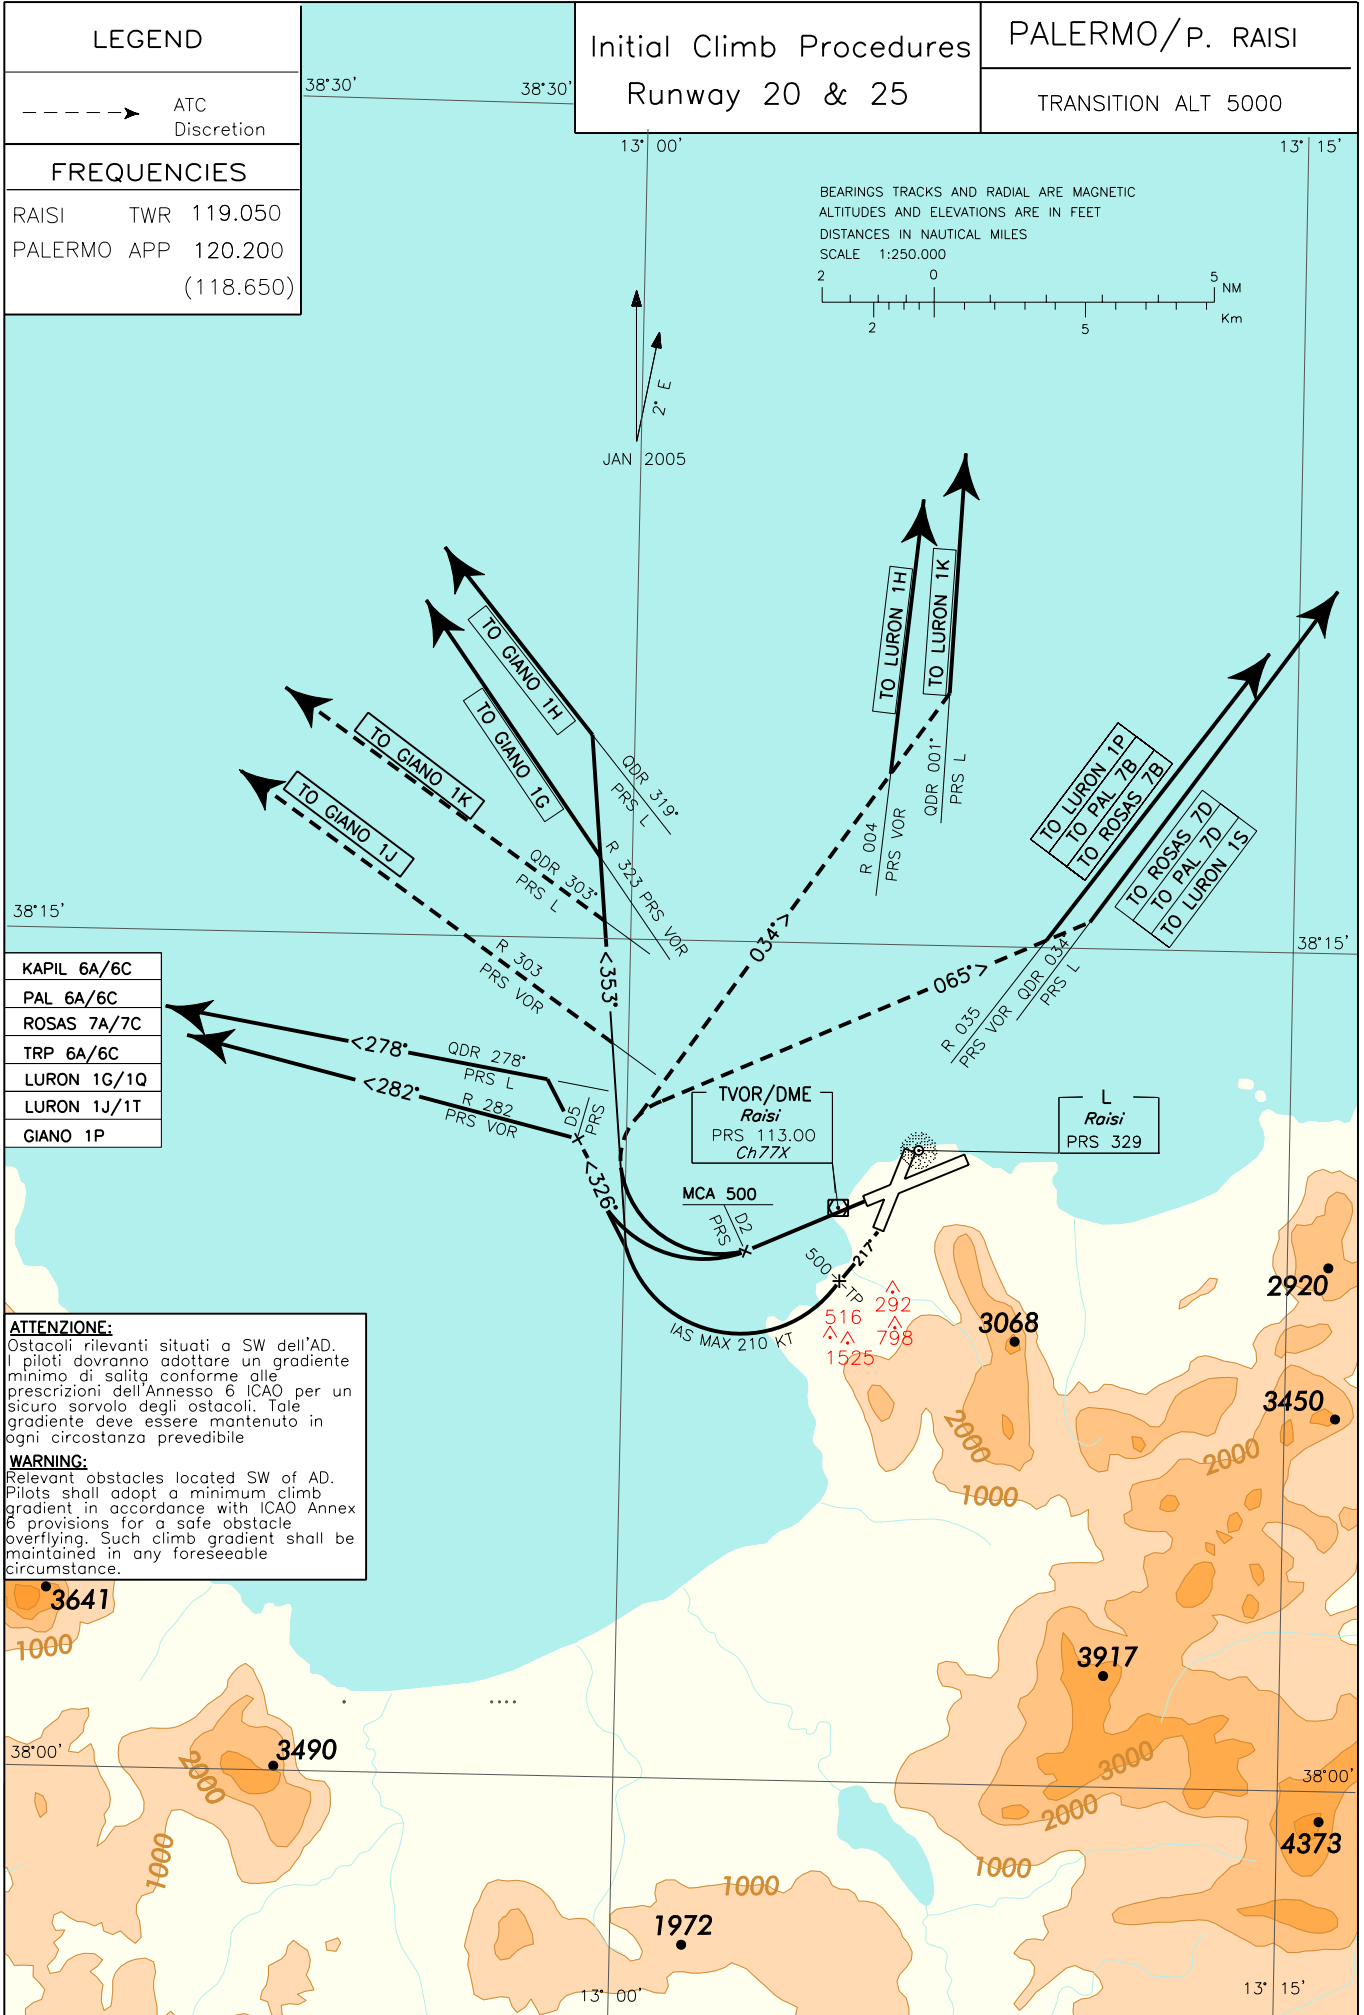 LEGEND
ATC
Discretion
FREQUENCIES
RAISI TWR 119.050
PALERMO APP 120.200
(118.650)
Initial Climb Procedures
Runway 20 & 25
PALERMO/P. RAISI
TRANSITION ALT 5000
38°30'
38°30'
13° 00'
13° 15'
BEARINGS TRACKS AND RADIAL ARE MAGNETIC
ALTITUDES AND ELEVATIONS ARE IN FEET
DISTANCES IN NAUTICAL MILES
SCALE 1:250.000
2 0 5 NM
2 5 Km
2° E
JAN 2005
TO GIANO 1H
TO GIANO 1G
TO GIANO 1K
TO GIANO 1J
TO LURON 1H
TO LURON 1K
TO LURON 1P
TO PAL 7B
TO ROSAS 7B
TO ROSAS 7D
TO PAL 7D
TO LURON 1S
QDR 319°
PRS L
R 323 PRS VOR
QDR 303°
PRS L
R 303
PRS VOR
R 004
PRS VOR
QDR 001°
PRS L
R 035
PRS VOR
QDR 034
PRS L
38°15'
38°15'
<353°
034°>
065°>
KAPIL 6A/6C
PAL 6A/6C
ROSAS 7A/7C
TRP 6A/6C
LURON 1G/1Q
LURON 1J/1T
GIANO 1P
<278°
QDR 278°
PRS L
<282°
R 282
PRS VOR
D5
PRS
<326°
TVOR/DME
Raisi
PRS 113.00
Ch77X
L
Raisi
PRS 329
MCA 500
D2
PRS
217°
500
TP
IAS MAX 210 KT
516
292
798
1525
2920
3068
3450
2000
2000
1000
ATTENZIONE:
Ostacoli rilevanti situati a SW dell'AD.
I piloti dovranno adottare un gradiente
minimo di salita conforme alle
prescrizioni dell'Annesso 6 ICAO per un
sicuro sorvolo degli ostacoli. Tale
gradiente deve essere mantenuto in
ogni circostanza prevedibile
WARNING:
Relevant obstacles located SW of AD.
Pilots shall adopt a minimum climb
gradient in accordance with ICAO Annex
6 provisions for a safe obstacle
overflying. Such climb gradient shall be
maintained in any foreseeable
circumstance.
3641
1000
3917
38°00'
3490
2000
3000
38°00'
2000
4373
1000
1000
1000
1972
13° 00'
13° 15'